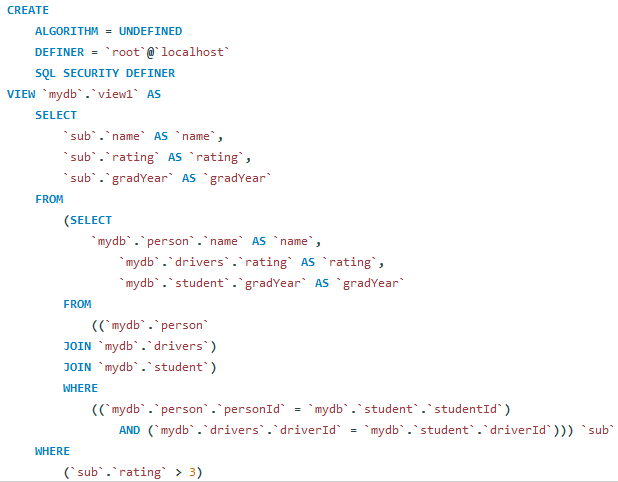 CREATE
    ALGORITHM = UNDEFINED
    DEFINER = `root`@`localhost`
    SQL SECURITY DEFINER
VIEW `mydb`.`view1` AS
    SELECT
        `sub`.`name` AS `name`,
        `sub`.`rating` AS `rating`,
        `sub`.`gradYear` AS `gradYear`
    FROM
        (SELECT
            `mydb`.`person`.`name` AS `name`,
                `mydb`.`drivers`.`rating` AS `rating`,
                `mydb`.`student`.`gradYear` AS `gradYear`
        FROM
            ((`mydb`.`person`
        JOIN `mydb`.`drivers`)
        JOIN `mydb`.`student`)
        WHERE
            ((`mydb`.`person`.`personId` = `mydb`.`student`.`studentId`)
                AND (`mydb`.`drivers`.`driverId` = `mydb`.`student`.`driverId`))) `sub`
    WHERE
        (`sub`.`rating` > 3)